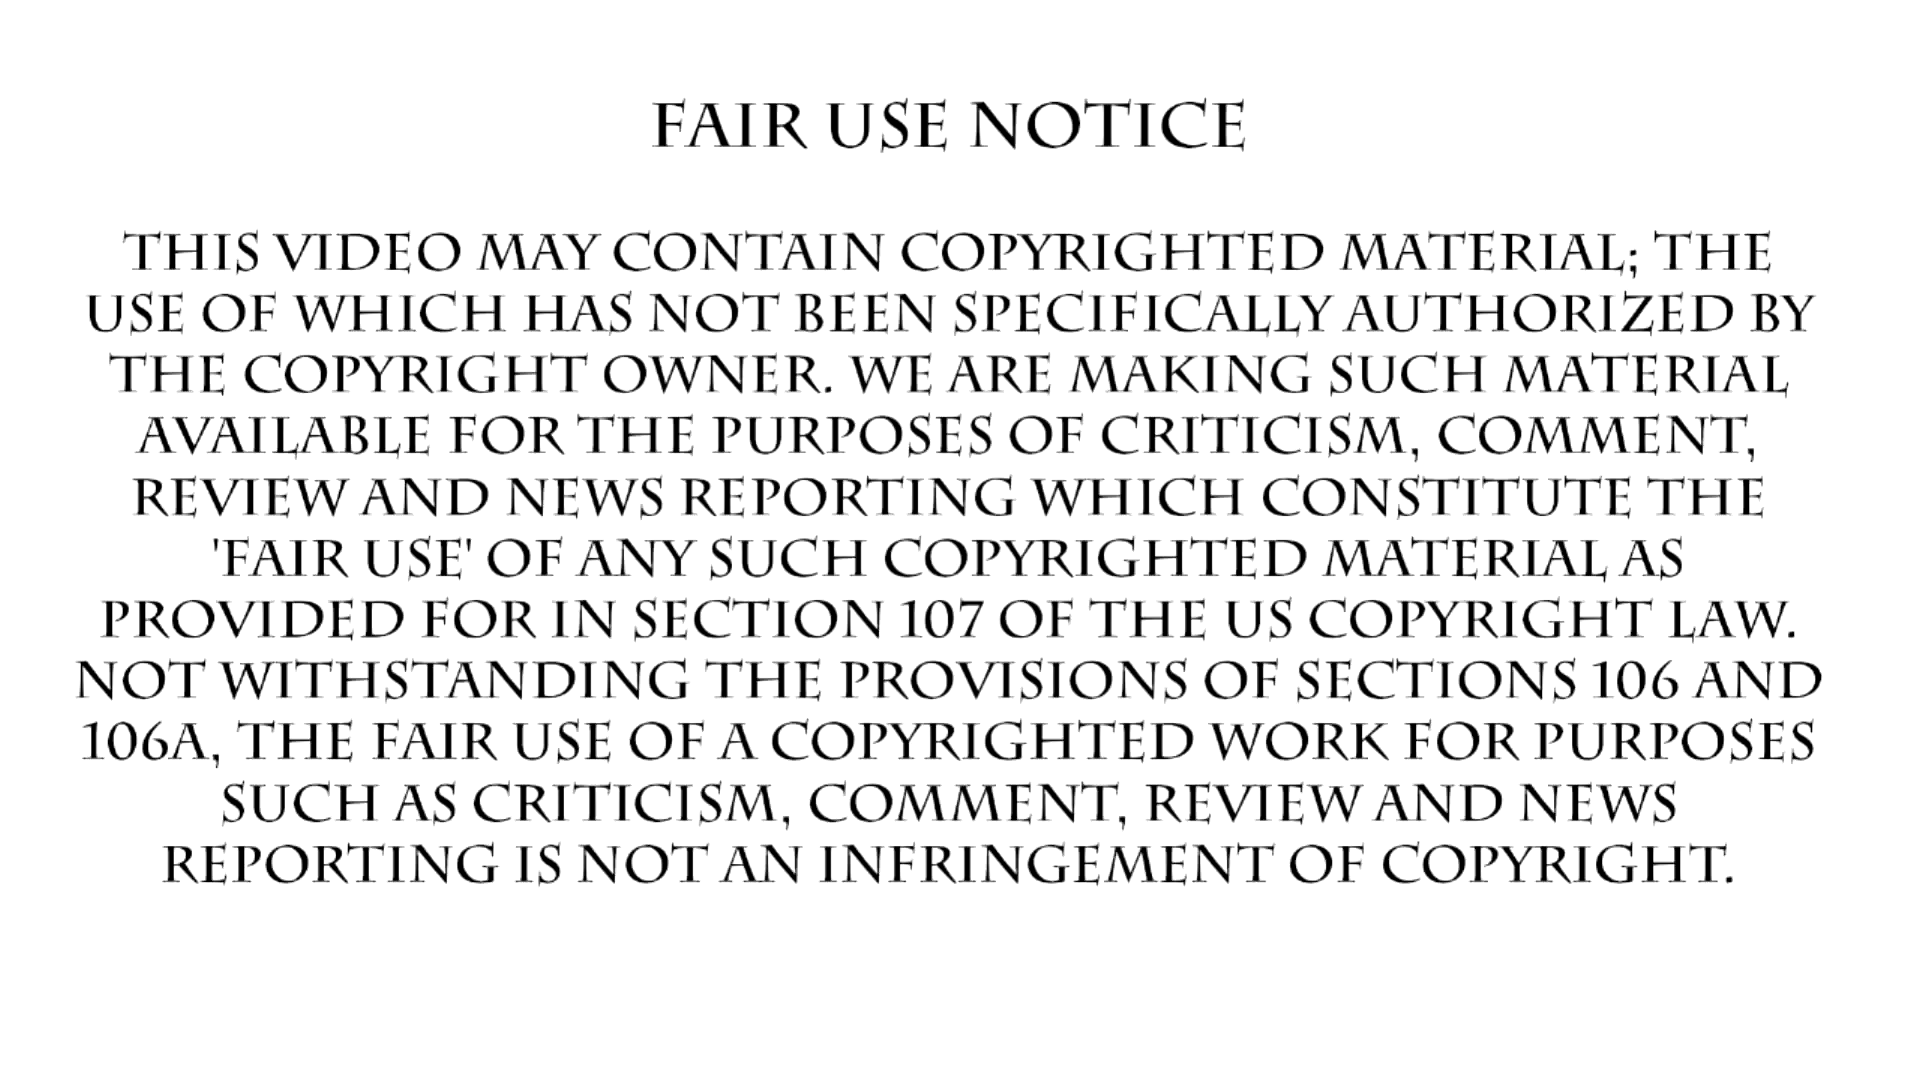 FAIR USE NOTICE
THIS VIDEO MAY CONTAIN COPYRIGHTED MATERIAL; THE
USE OF WHICH HAS NOT BEEN SPECIFICALLY AUTHORIZED BY
THE COPYRIGHT OWNER. WE ARE MAKING SUCH MATERIAL
AVAILABLE FOR THE PURPOSES OF CRITICISM, COMMENT,
REVIEW AND NEWS REPORTING WHICH CONSTITUTE THE
'FAIR USE' OF ANY SUCH COPYRIGHTED MATERIAL AS
PROVIDED FOR IN SECTION 107 OF THE US COPYRIGHT LAW.
NOT WITHSTANDING THE PROVISIONS OF SECTIONS 106 AND
106A, THE FAIR USE OF A COPYRIGHTED WORK FOR PURPOSES
SUCH AS CRITICISM, COMMENT, REVIEW AND NEWS
REPORTING IS NOT AN INFRINGEMENT OF COPYRIGHT.